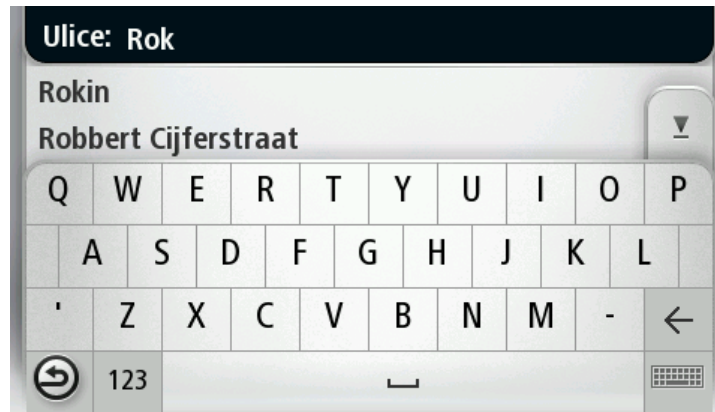 Ulice: Rok
Rokin
Robbert Cijferstraat
Q W E R T Y U I O P
A S D F G H J K L
' Z X C V B N M -
123